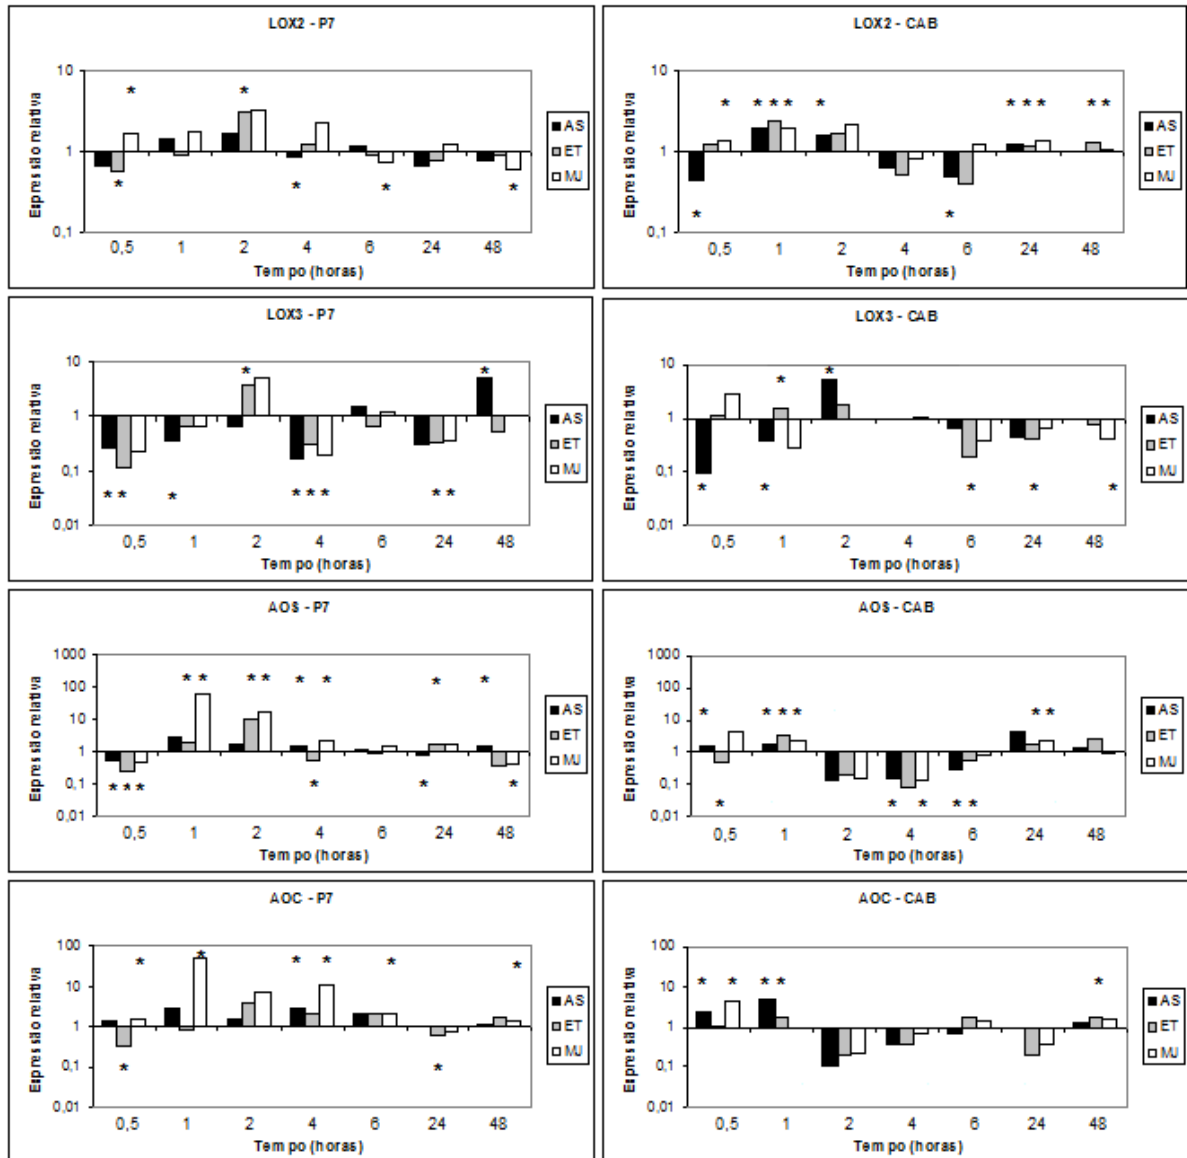 LOX2 - P7
Expressão relativa
10
1
0,1
* *
* * * *
0,5 1 2 4 6 24 48
Tempo (horas)
AS
ET
MJ
LOX2 - CAB
Expressão relativa
10
1
0,1
* * * * * * * * * *
* *
0,5 1 2 4 6 24 48
Tempo (horas)
AS
ET
MJ
LOX3 - P7
Expressão relativa
10
1
0,1
0,01
* *
* * * * * * * *
0,5 1 2 4 6 24 48
Tempo (horas)
AS
ET
MJ
LOX3 - CAB
Expressão relativa
10
1
0,1
0,01
* *
* * * * *
0,5 1 2 4 6 24 48
Tempo (horas)
AS
ET
MJ
AOS - P7
Expressão relativa
1000
100
10
1
0,1
0,01
* * * * * * * *
* * * * * *
0,5 1 2 4 6 24 48
Tempo (horas)
AS
ET
MJ
AOS - CAB
Expressão relativa
1000
100
10
1
0,1
0,01
* * * * * *
* * * * *
0,5 1 2 4 6 24 48
Tempo (horas)
AS
ET
MJ
AOC - P7
Expressão relativa
100
10
1
0,1
0,01
* * * * * *
* *
0,5 1 2 4 6 24 48
Tempo (horas)
AS
ET
MJ
AOC - CAB
Expressão relativa
100
10
1
0,1
0,01
* * * * *
0,5 1 2 4 6 24 48
Tempo (horas)
AS
ET
MJ